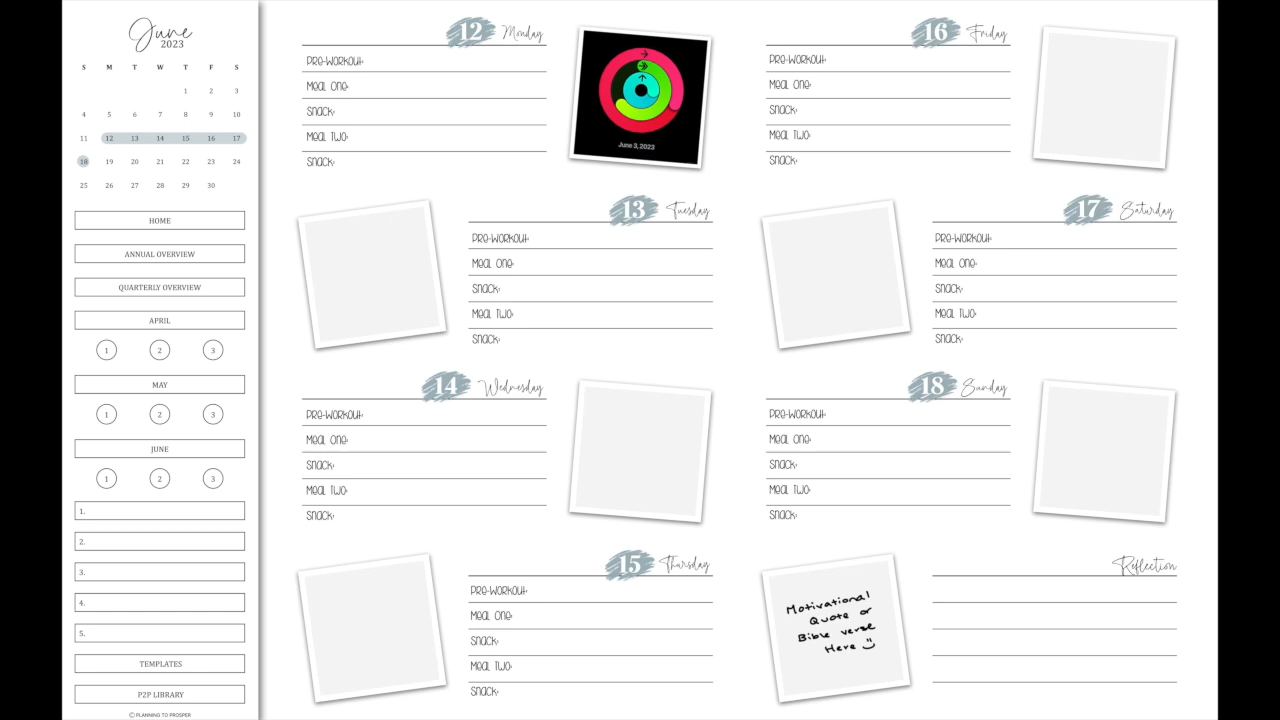 June
2023
S M T W T F S
1 2 3
4 5 6 7 8 9 10
11 12 13 14 15 16 17
18 19 20 21 22 23 24
25 26 27 28 29 30
HOME
ANNUAL OVERVIEW
QUARTERLY OVERVIEW
APRIL
1 2 3
MAY
1 2 3
JUNE
1 2 3
1.
2.
3.
4.
5.
TEMPLATES
P2P LIBRARY
© PLANNING TO PROSPER
12 Monday
Pre-Workout:
Meal One:
Snack:
Meal Two:
Snack:
June 3, 2023
13 Tuesday
Pre-Workout:
Meal One:
Snack:
Meal Two:
Snack:
14 Wednesday
Pre-Workout:
Meal One:
Snack:
Meal Two:
Snack:
15 Thursday
Pre-Workout:
Meal One:
Snack:
Meal Two:
Snack:
16 Friday
Pre-Workout:
Meal One:
Snack:
Meal Two:
Snack:
17 Saturday
Pre-Workout:
Meal One:
Snack:
Meal Two:
Snack:
18 Sunday
Pre-Workout:
Meal One:
Snack:
Meal Two:
Snack:
Motivational
Quote or
Bible verse
Here
Reflection